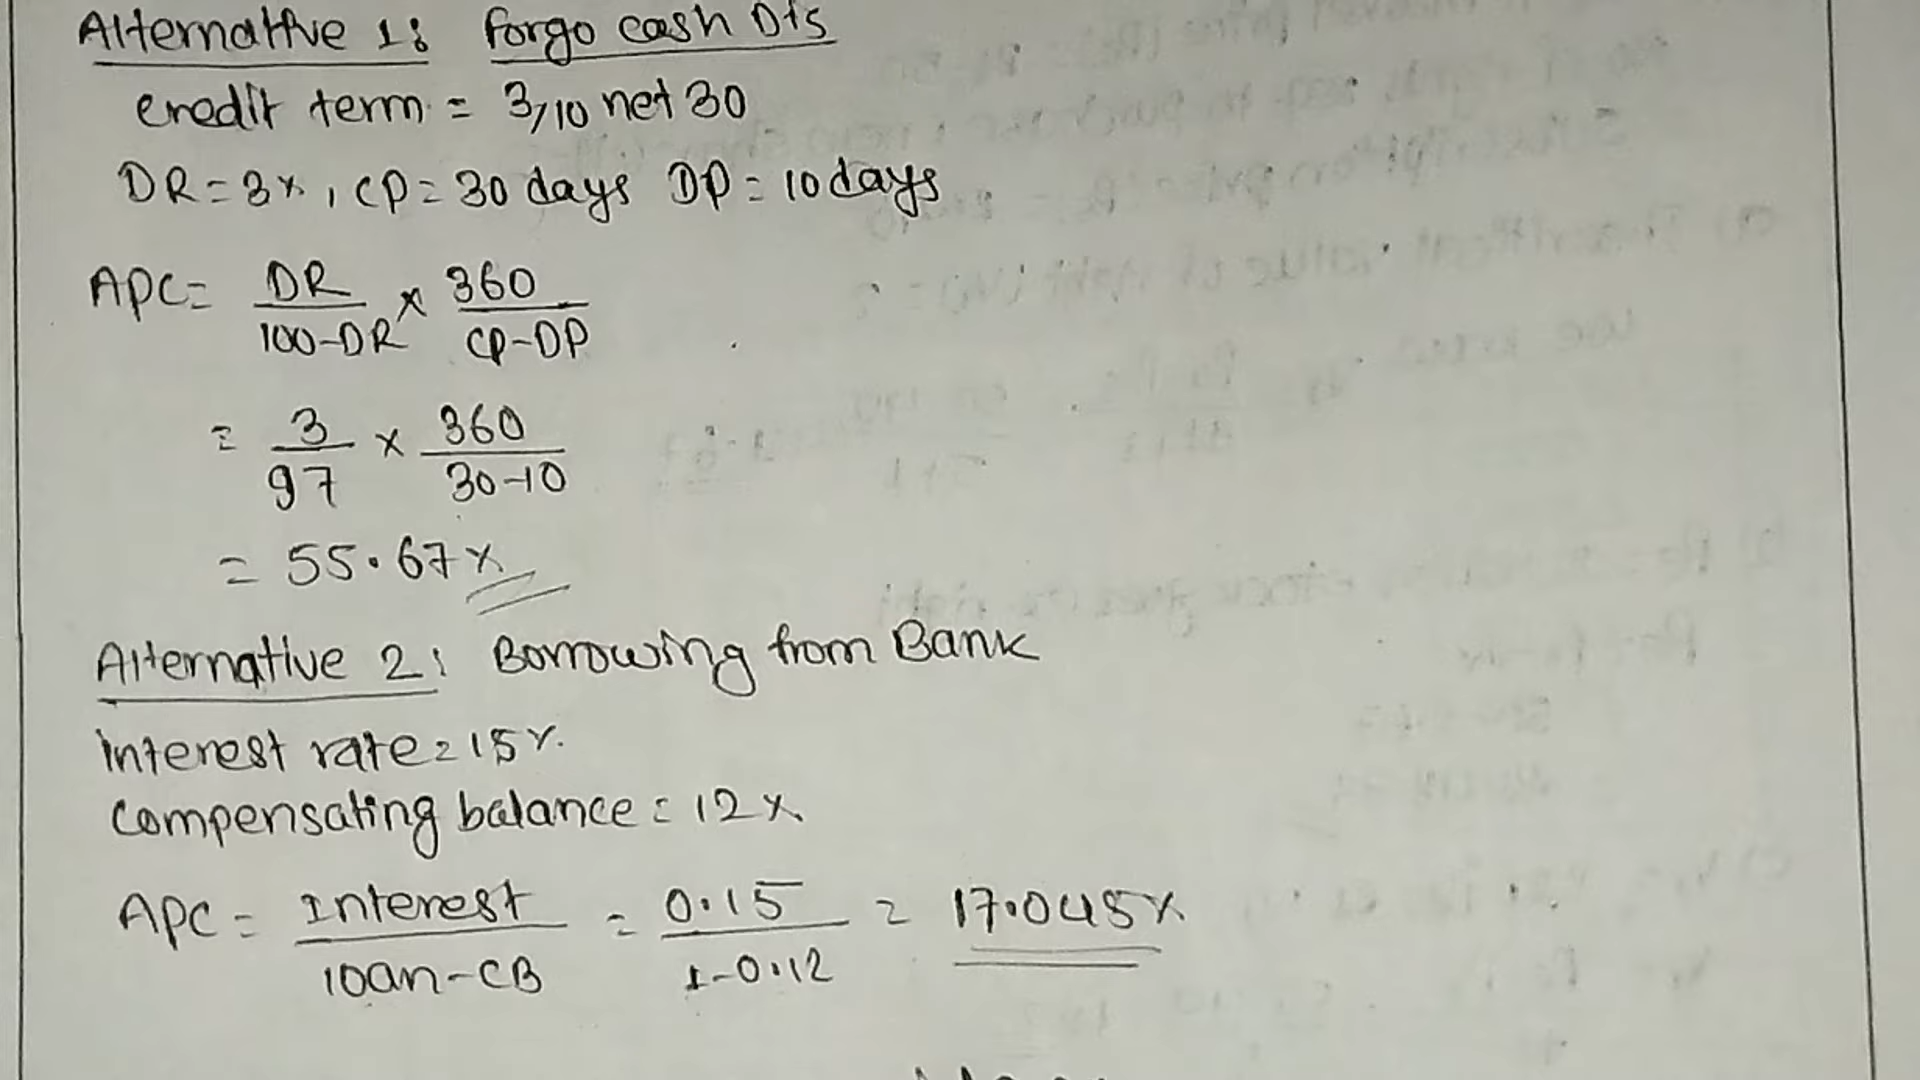 Alternative 1: forgo cash Dis
credit term = 3/10 net 30
DR = 3%, CP = 30 days DP = 10 days
APC = DR/100-DR × 360/CP-DP
= 3/97 × 360/30-10
= 55.67%
Alternative 2: Borrowing from Bank
Interest rate = 15%.
Compensating balance = 12%
APC = Interest/loan-CB = 0.15/1-0.12 = 17.045%